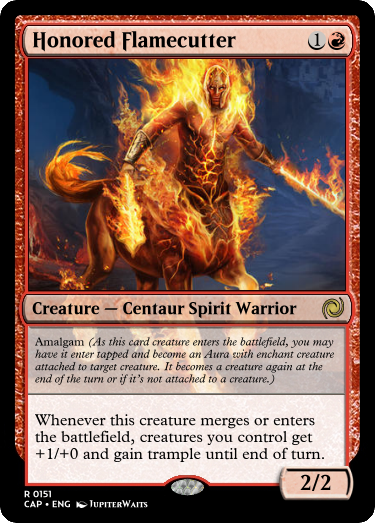 Honored Flamecutter 1
Creature — Centaur Spirit Warrior
Amalgam (As this card creature enters the battlefield, you may
have it enter tapped and become an Aura with enchant creature
attached to target creature. It becomes a creature again at the
end of the turn or if it's not attached to a creature.)
Whenever this creature merges or enters
the battlefield, creatures you control get
+1/+0 and gain trample until end of turn.
2/2
R 0151
CAP • ENG JupiterWaits